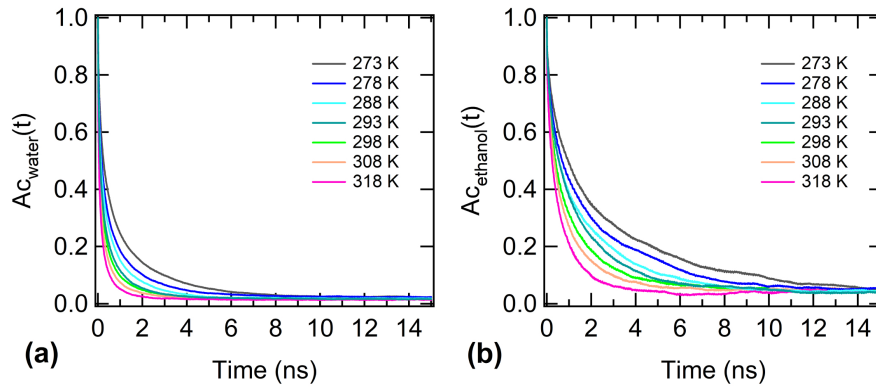 Ac_water(t)
1.0
0.8
0.6
0.4
0.2
0.0
273 K
278 K
288 K
293 K
298 K
308 K
318 K
0 2 4 6 8 10 12 14
(a)
Time (ns)
Ac_ethanol(t)
1.0
0.8
0.6
0.4
0.2
0.0
273 K
278 K
288 K
293 K
298 K
308 K
318 K
0 2 4 6 8 10 12 14
(b)
Time (ns)